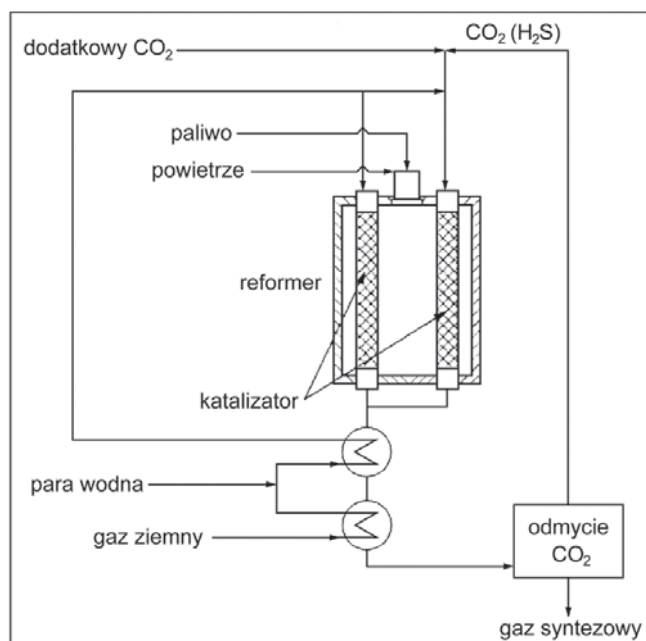 CO₂ (H₂S)
dodatkowy CO₂
paliwo
powietrze
reformer
katalizator
para wodna
gaz ziemny
odmycie
CO₂
gaz syntezowy